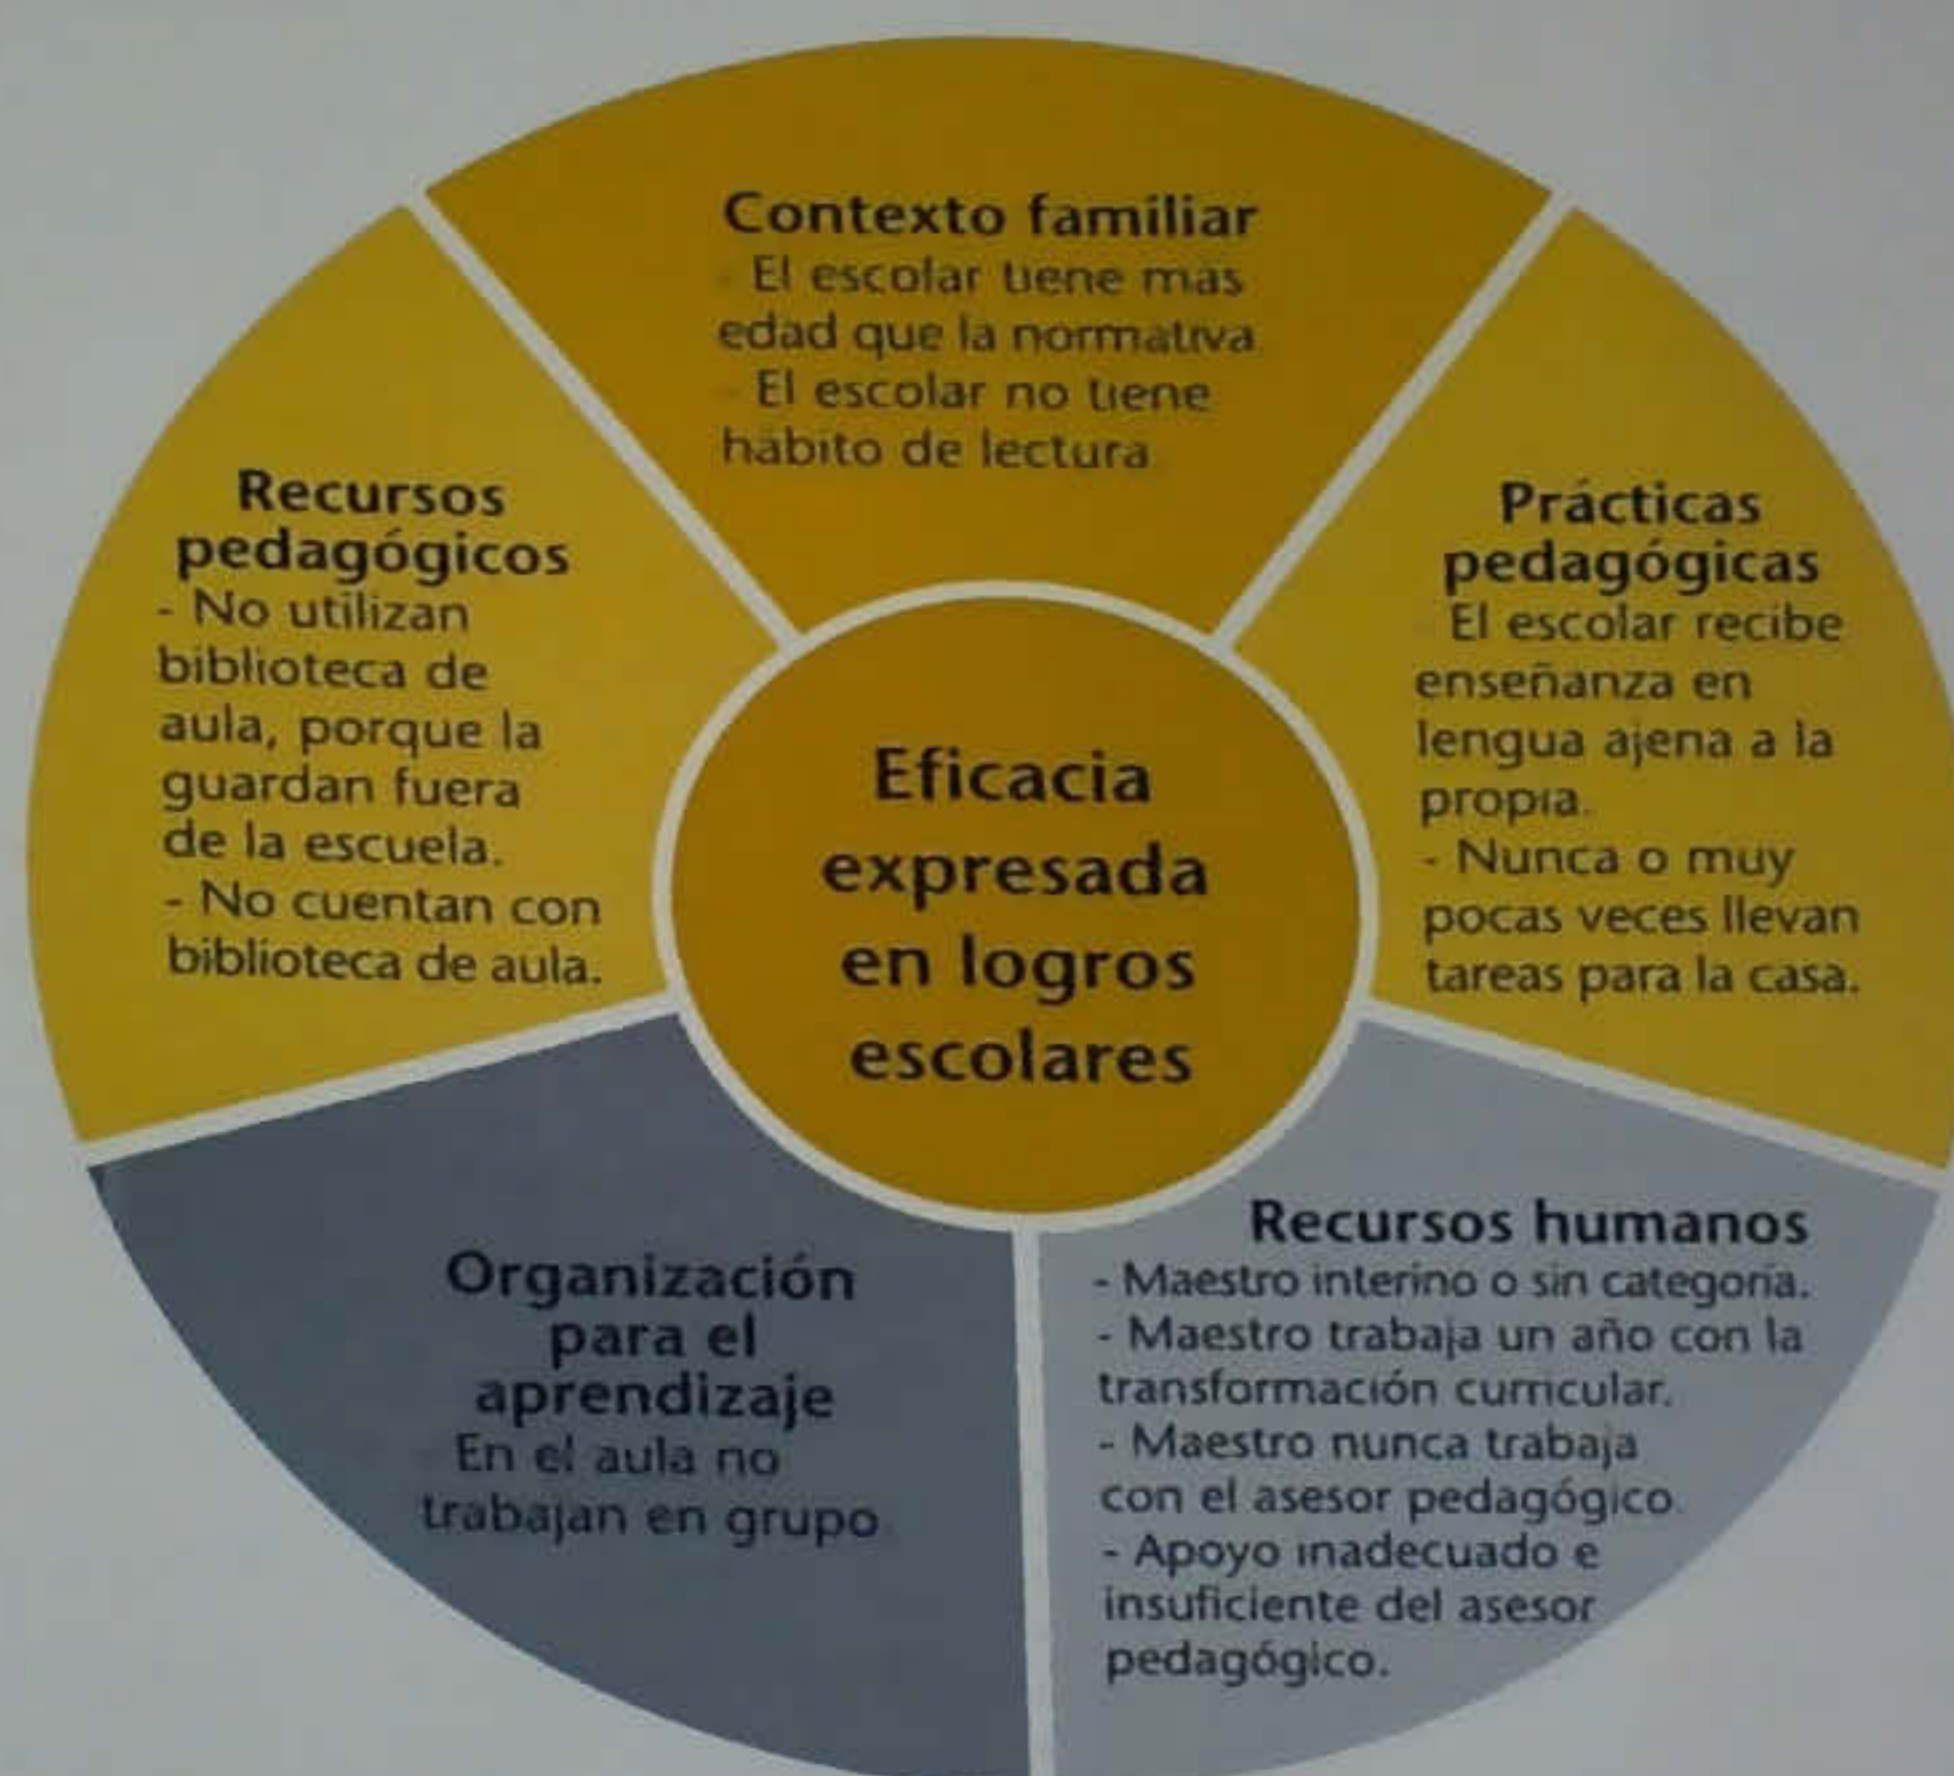 Contexto familiar
- El escolar tiene más
edad que la normativa.
- El escolar no tiene
hábito de lectura.
Prácticas
pedagógicas
- El escolar recibe
enseñanza en
lengua ajena a la
propia.
- Nunca o muy
pocas veces llevan
tareas para la casa.
Recursos humanos
- Maestro interino o sin categoría.
- Maestro trabaja un año con la
transformación curricular.
- Maestro nunca trabaja
con el asesor pedagógico.
- Apoyo inadecuado e
insuficiente del asesor
pedagógico.
Organización
para el
aprendizaje
- En el aula no
trabajan en grupo.
Recursos
pedagógicos
- No utilizan
biblioteca de
aula, porque la
guardan fuera
de la escuela.
- No cuentan con
biblioteca de aula.
Eficacia
expresada
en logros
escolares